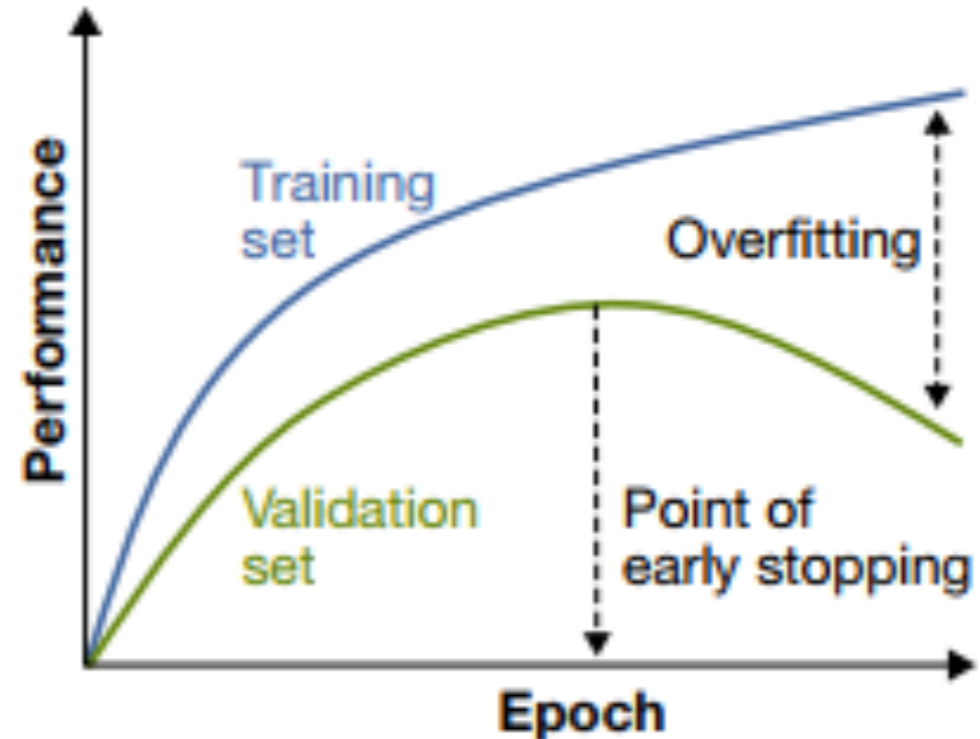 Performance
Training
set
Overfitting
Validation
set
Point of
early stopping
Epoch